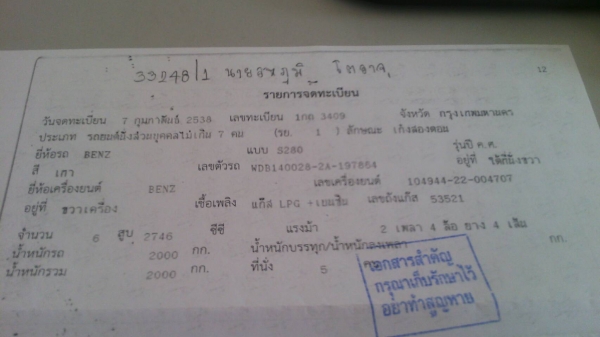 33248/1 นาย
12
รายการจดทะเบียน
วันจดทะเบียน 7 กุมภาพันธ์ 2538 เลขทะเบียน 1กด 3409 จังหวัด กรุงเทพมหานคร
ประเภท รถยนต์นั่งส่วนบุคคลไม่เกิน 7 คน (รย. 1 ) ลักษณะ เก๋งสองตอน
ยี่ห้อรถ BENZ แบบ S280 รุ่นปี ค.ศ.
สี เทา เลขตัวรถ WDB140028-2A-197864 อยู่ที่ ใต้ที่นั่งขวา
ยี่ห้อเครื่องยนต์ BENZ เลขเครื่องยนต์ 104944-22-004707
อยู่ที่ ขวาเครื่อง เชื้อเพลิง แก๊ส LPG +เบนซิน เลขถังแก๊ส 53521
จำนวน 6 สูบ 2746 ซีซี แรงม้า 2 เพลา 4 ล้อ ยาง 4 เส้น
น้ำหนักรถ 2000 กก. น้ำหนักบรรทุก/น้ำหนักลงเพลา กก.
น้ำหนักรวม 2000 กก. ที่นั่ง 5
เอกสารสำคัญ
กรุณาเก็บรักษาไว้
อย่าทำสูญหาย